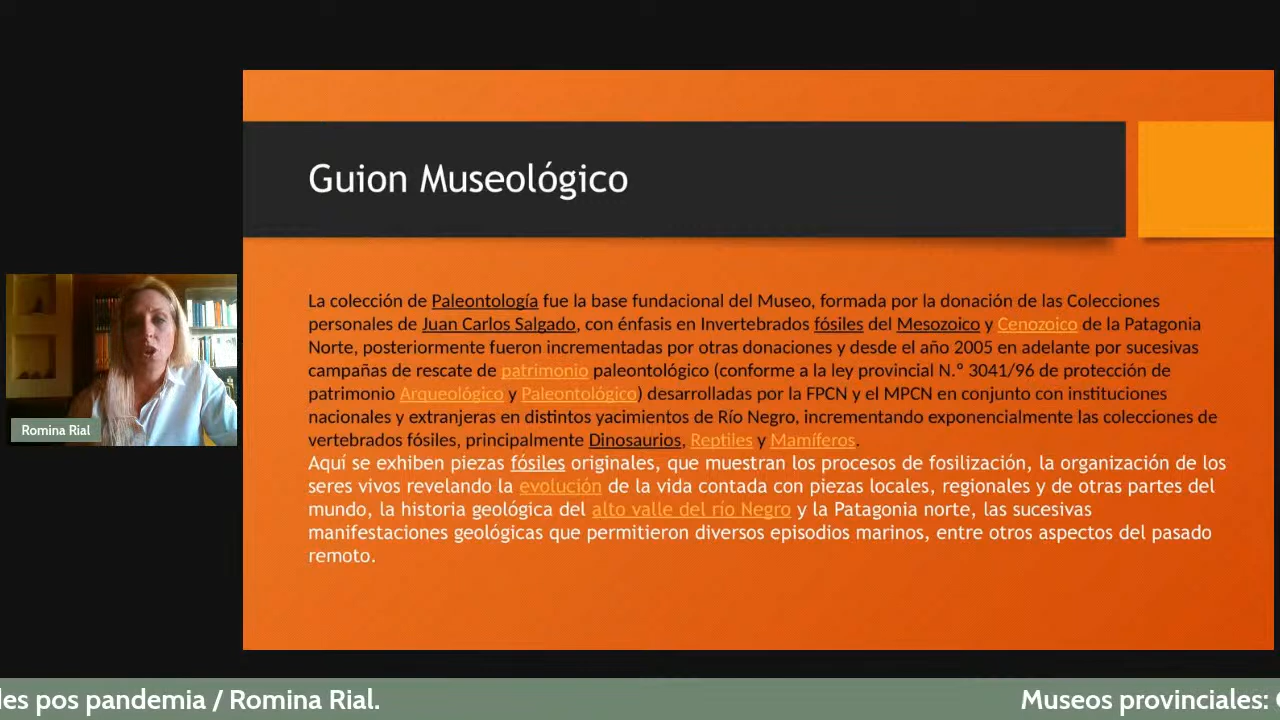 Guion Museológico
La colección de Paleontología fue la base fundacional del Museo, formada por la donación de las Colecciones
personales de Juan Carlos Salgado, con énfasis en Invertebrados fósiles del Mesozoico y Cenozoico de la Patagonia
Norte, posteriormente fueron incrementadas por otras donaciones y desde el año 2005 en adelante por sucesivas
campañas de rescate de patrimonio paleontológico (conforme a la ley provincial N.º 3041/96 de protección de
patrimonio Arqueológico y Paleontológico) desarrolladas por la FPCN y el MPCN en conjunto con instituciones
nacionales y extranjeras en distintos yacimientos de Río Negro, incrementando exponencialmente las colecciones de
vertebrados fósiles, principalmente Dinosaurios, Reptiles y Mamíferos.
Aquí se exhiben piezas fósiles originales, que muestran los procesos de fosilización, la organización de los
seres vivos revelando la evolución de la vida contada con piezas locales, regionales y de otras partes del
mundo, la historia geológica del alto valle del río Negro y la Patagonia norte, las sucesivas
manifestaciones geológicas que permitieron diversos episodios marinos, entre otros aspectos del pasado
remoto.
Romina Rial
pos pandemia / Romina Rial.
Museos provinciales: